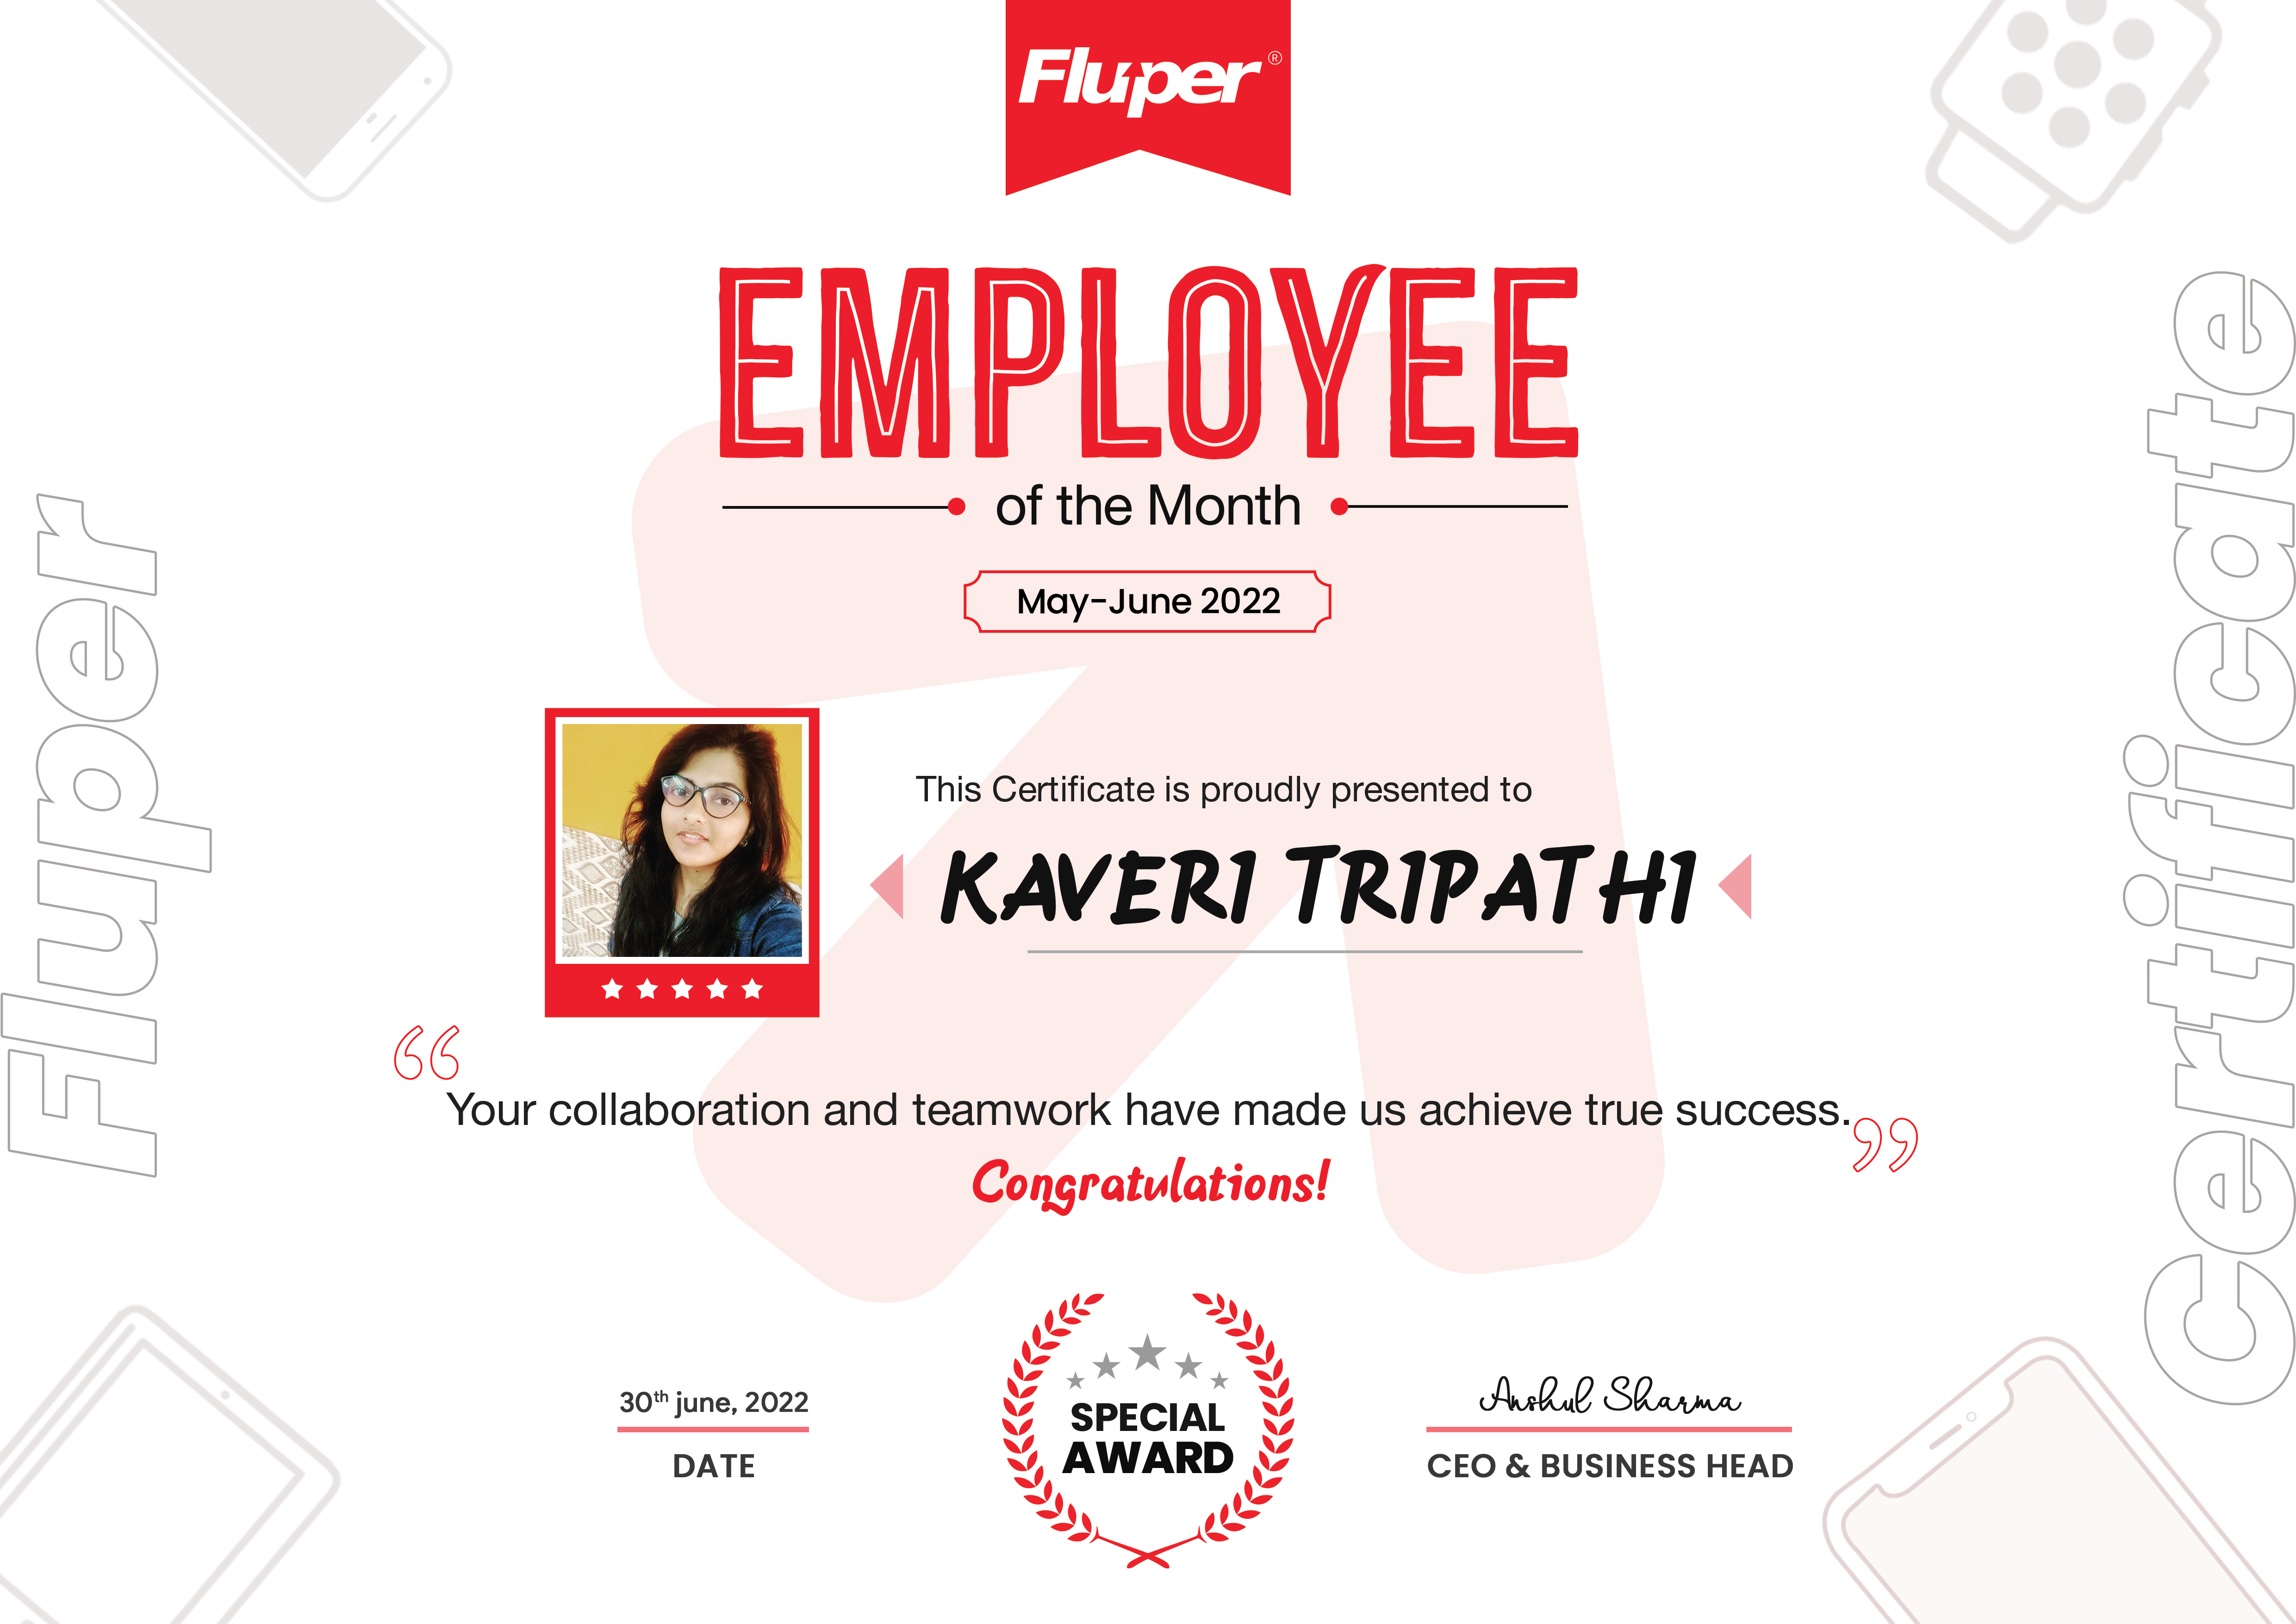 Fluper®
EMPLOYEE
of the Month
May-June 2022
This Certificate is proudly presented to
KAVERI TRIPATHI
“Your collaboration and teamwork have made us achieve true success.”
Congratulations!
SPECIAL
AWARD
30th june, 2022
DATE
Anshul Sharma
CEO & BUSINESS HEAD
Fluper
Certificate